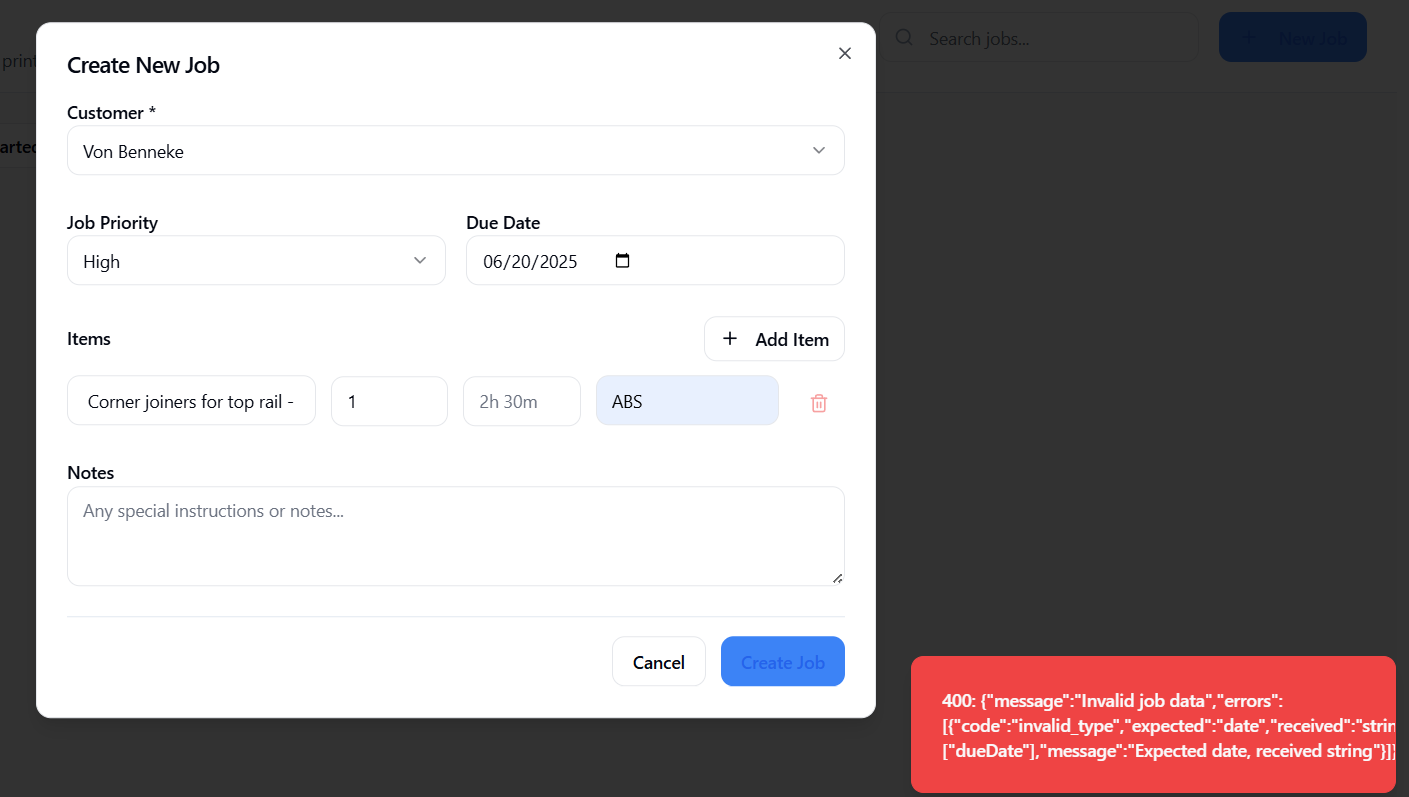 Create New Job
Search jobs...
+ New Job
print
Customer *
Von Benneke
arted
Job Priority
Due Date
High
06/20/2025
Items
+ Add Item
Corner joiners for top rail -
1
2h 30m
ABS
Notes
Any special instructions or notes...
Cancel
Create Job
400: {"message":"Invalid job data","errors":
[{"code":"invalid_type","expected":"date","received":"strin
["dueDate"],"message":"Expected date, received string"}]}